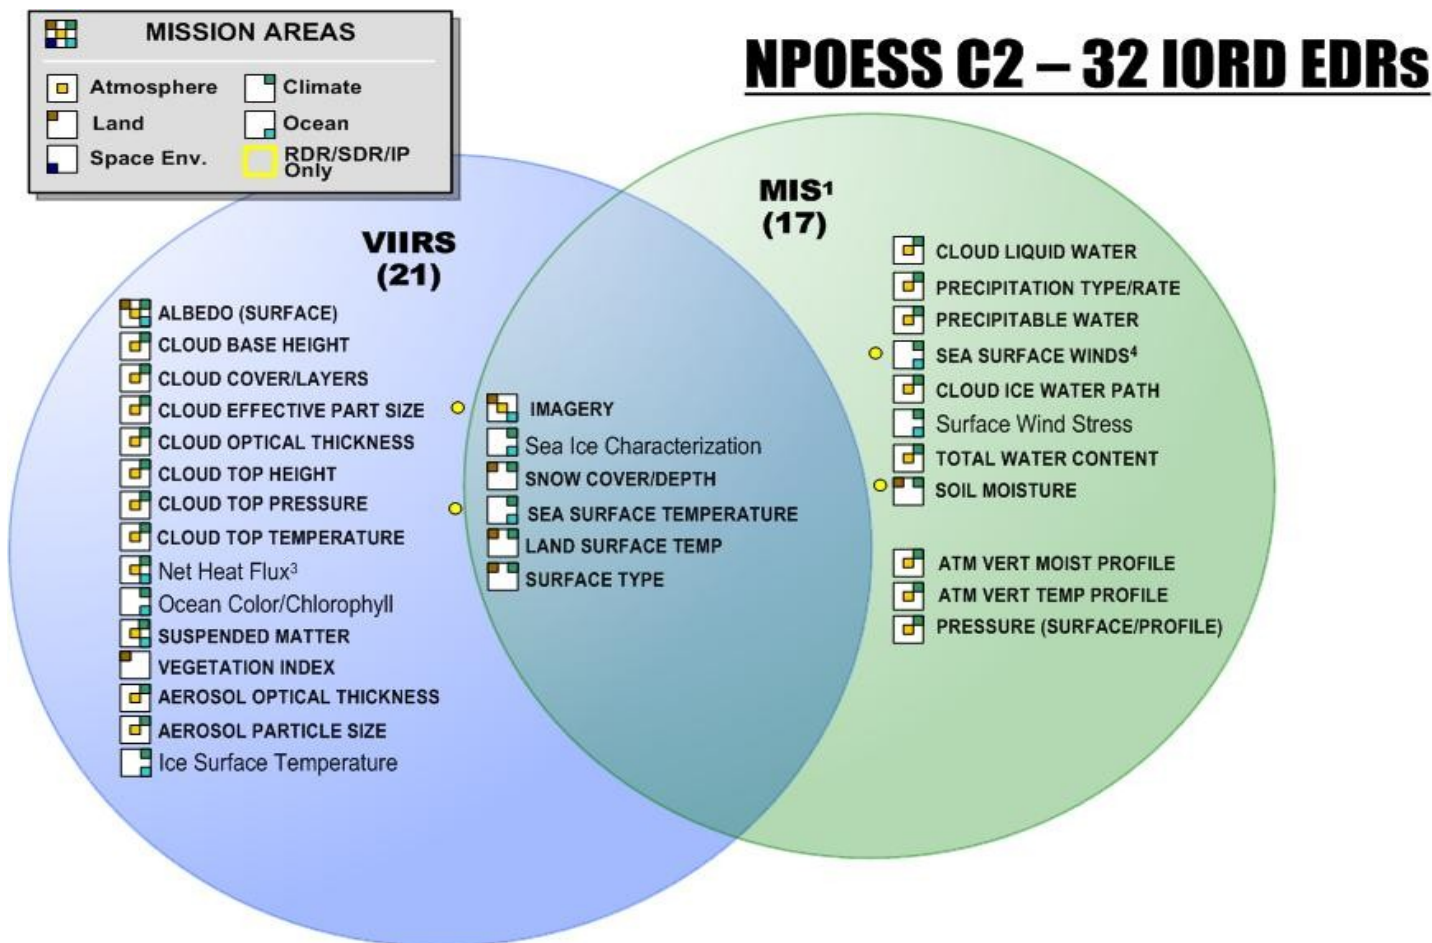 MISSION AREAS
Atmosphere
Climate
Land
Ocean
Space Env.
RDR/SDR/IP
Only
NPOESS C2 – 32 IORD EDRs
VIIRS
(21)
ALBEDO (SURFACE)
CLOUD BASE HEIGHT
CLOUD COVER/LAYERS
CLOUD EFFECTIVE PART SIZE
CLOUD OPTICAL THICKNESS
CLOUD TOP HEIGHT
CLOUD TOP PRESSURE
CLOUD TOP TEMPERATURE
Net Heat Flux³
Ocean Color/Chlorophyll
SUSPENDED MATTER
VEGETATION INDEX
AEROSOL OPTICAL THICKNESS
AEROSOL PARTICLE SIZE
Ice Surface Temperature
IMAGERY
Sea Ice Characterization
SNOW COVER/DEPTH
SEA SURFACE TEMPERATURE
LAND SURFACE TEMP
SURFACE TYPE
MIS¹
(17)
CLOUD LIQUID WATER
PRECIPITATION TYPE/RATE
PRECIPITABLE WATER
SEA SURFACE WINDS⁴
CLOUD ICE WATER PATH
Surface Wind Stress
TOTAL WATER CONTENT
SOIL MOISTURE
ATM VERT MOIST PROFILE
ATM VERT TEMP PROFILE
PRESSURE (SURFACE/PROFILE)